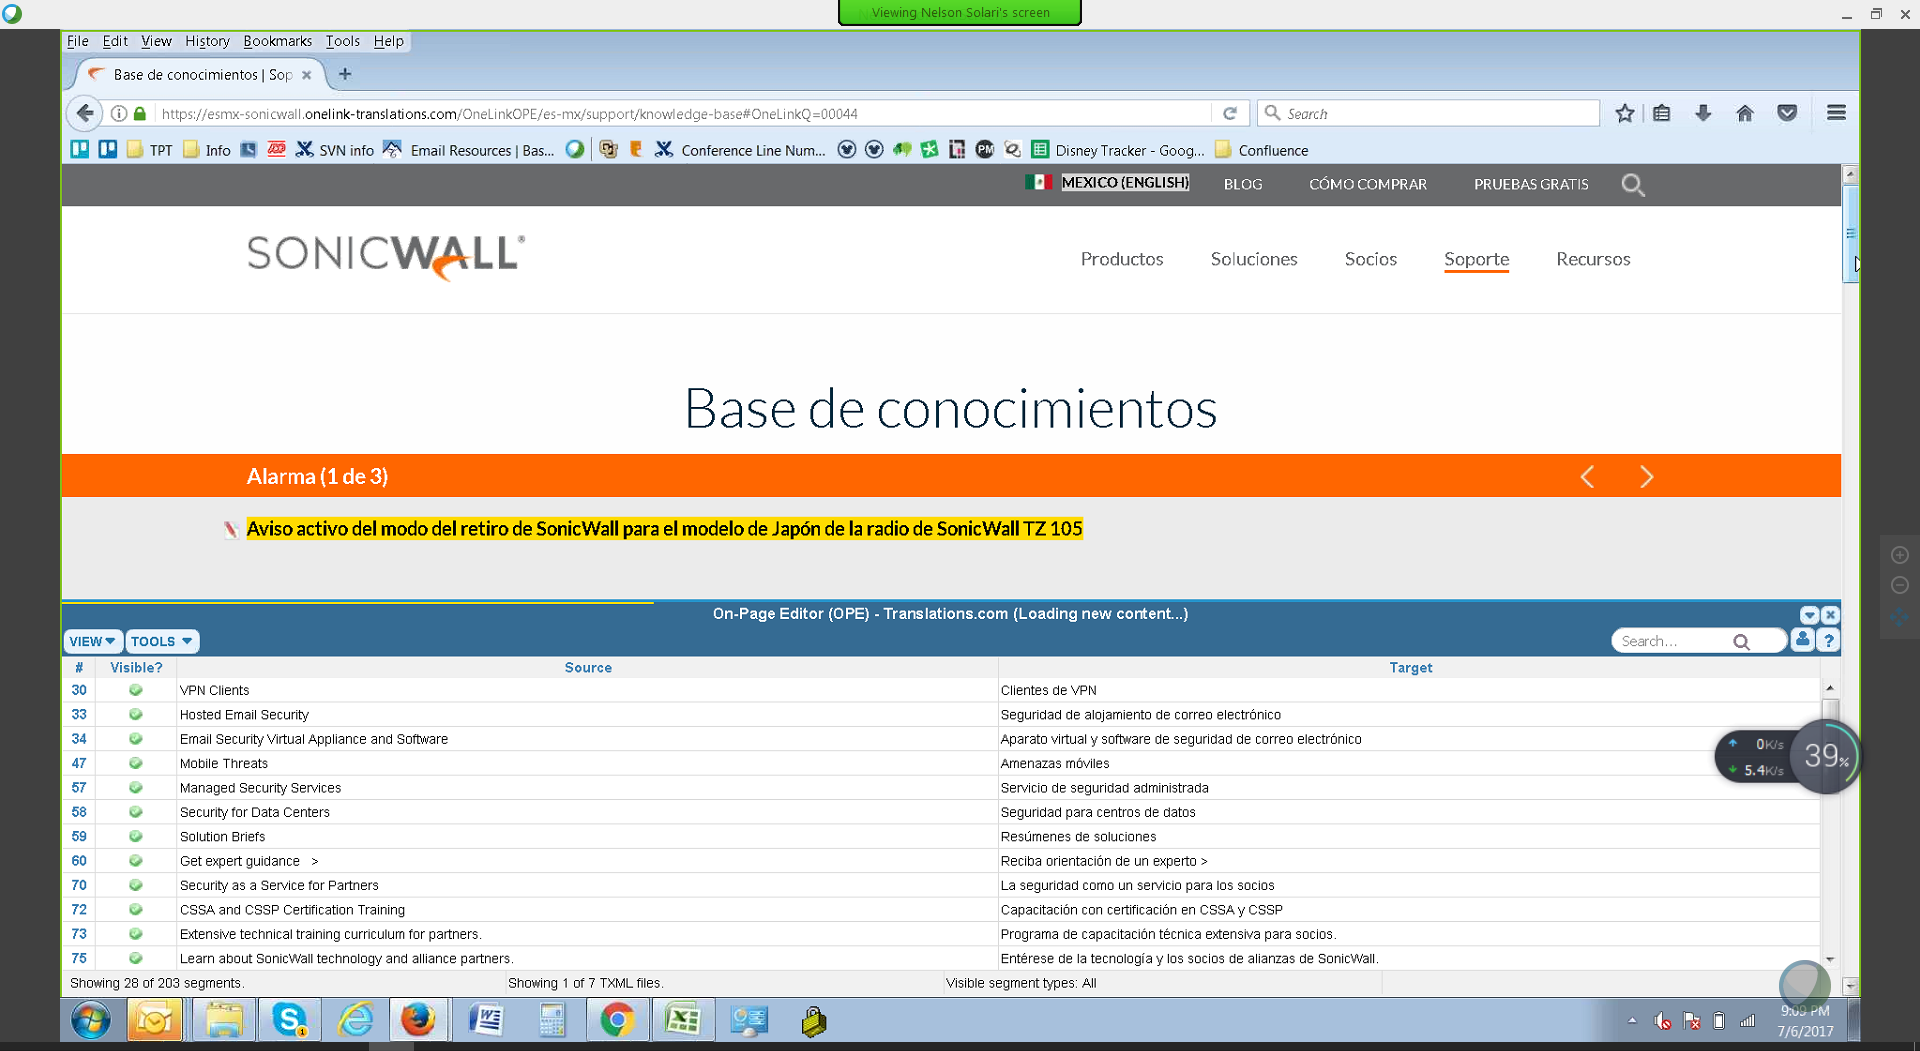 Viewing Nelson Solari's screen
File Edit View History Bookmarks Tools Help
Base de conocimientos | Sop
https://esmx-sonicwall.onelink-translations.com/OneLinkOPE/es-mx/support/knowledge-base#OneLinkQ=00044
Search
TPT Info SVN info Email Resources | Bas... Conference Line Num... PM Disney Tracker - Goog... Confluence
MEXICO (ENGLISH) BLOG CÓMO COMPRAR PRUEBAS GRATIS
SONICWALL®
Productos Soluciones Socios Soporte Recursos
Base de conocimientos
Alarma (1 de 3)
Aviso activo del modo del retiro de SonicWall para el modelo de Japón de la radio de SonicWall TZ 105
On-Page Editor (OPE) - Translations.com (Loading new content...)
VIEW TOOLS Search... ?
# Visible? Source Target
30 VPN Clients Clientes de VPN
33 Hosted Email Security Seguridad de alojamiento de correo electrónico
34 Email Security Virtual Appliance and Software Aparato virtual y software de seguridad de correo electrónico
47 Mobile Threats Amenazas móviles
57 Managed Security Services Servicio de seguridad administrada
58 Security for Data Centers Seguridad para centros de datos
59 Solution Briefs Resúmenes de soluciones
60 Get expert guidance > Reciba orientación de un experto >
70 Security as a Service for Partners La seguridad como un servicio para los socios
72 CSSA and CSSP Certification Training Capacitación con certificación en CSSA y CSSP
73 Extensive technical training curriculum for partners. Programa de capacitación técnica extensiva para socios.
75 Learn about SonicWall technology and alliance partners. Entérese de la tecnología y los socios de alianzas de SonicWall.
0K/s
5.4K/s
39%
Showing 28 of 203 segments. Showing 1 of 7 TXML files. Visible segment types: All
9:09 PM
7/6/2017